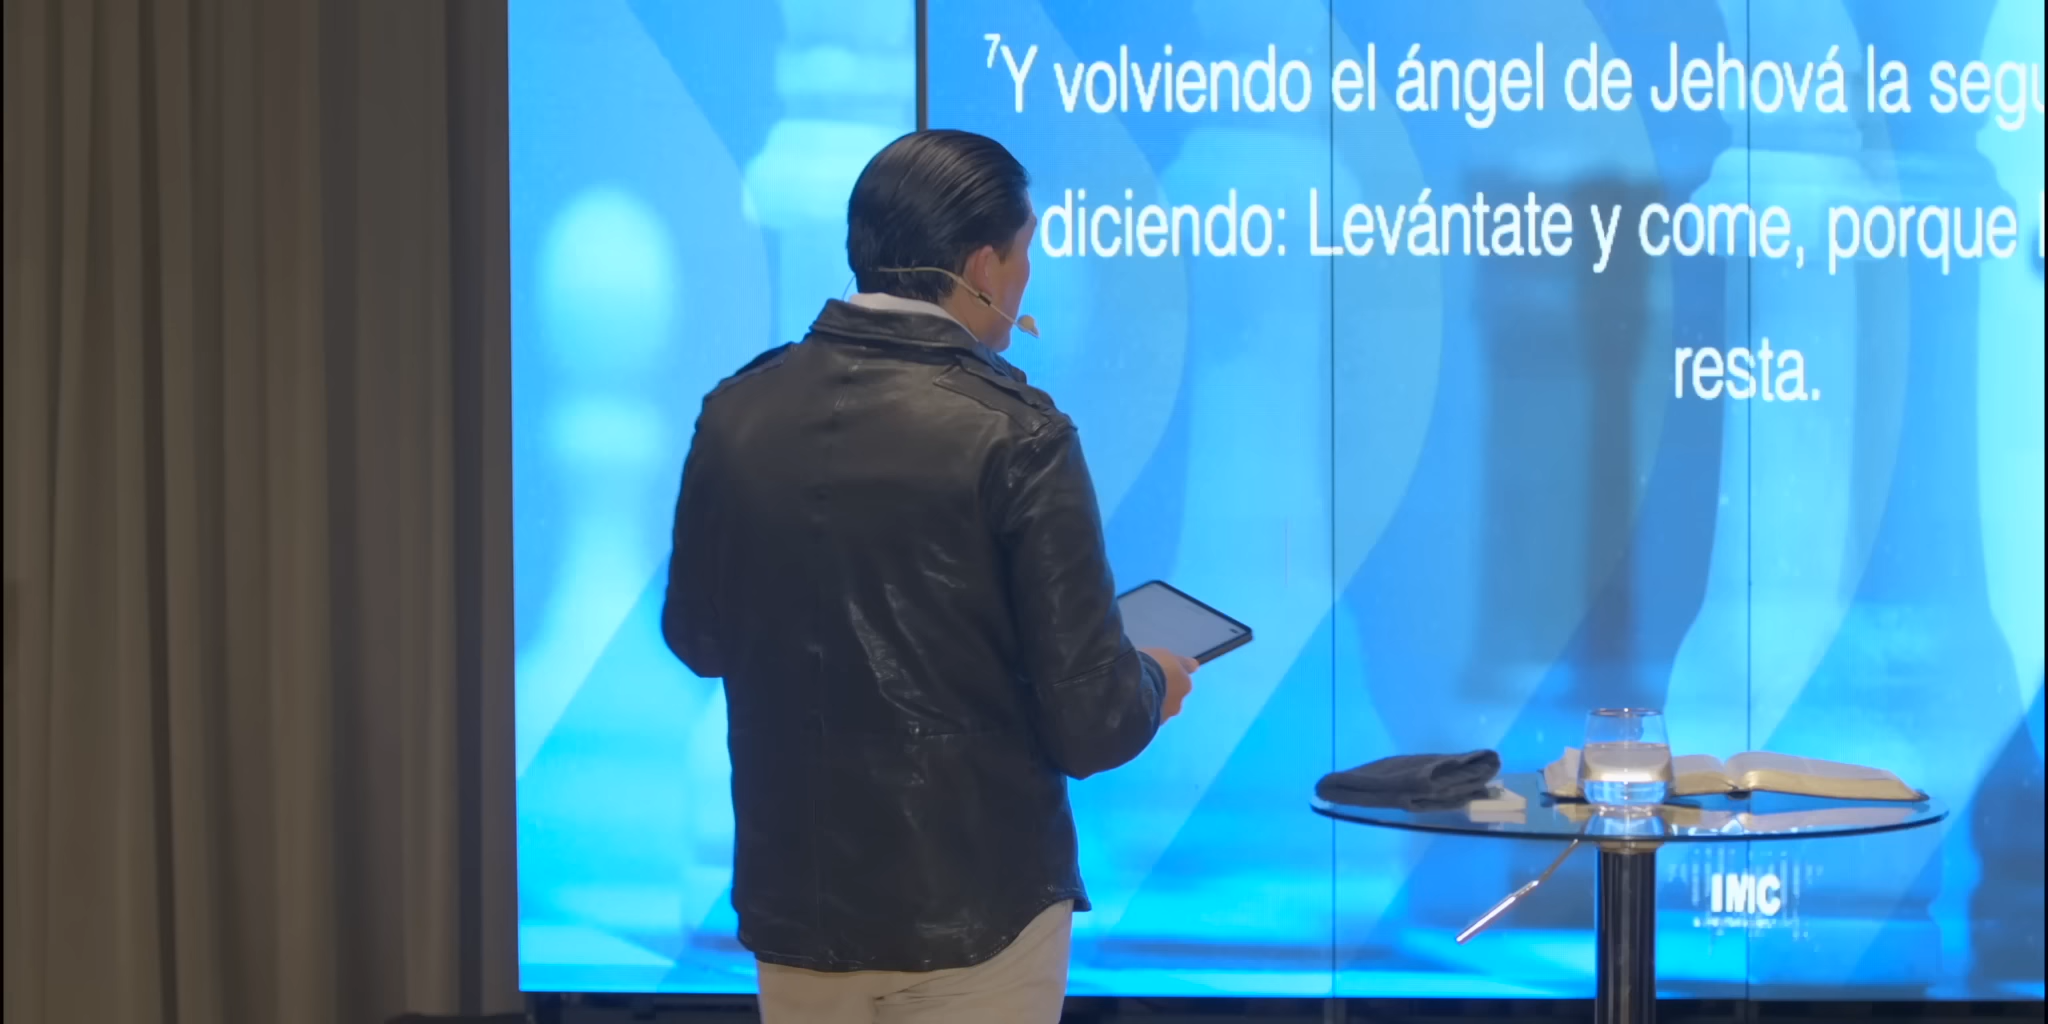 7Y volviendo el ángel de Jehová la segu
diciendo: Levántate y come, porque
resta.
IMC